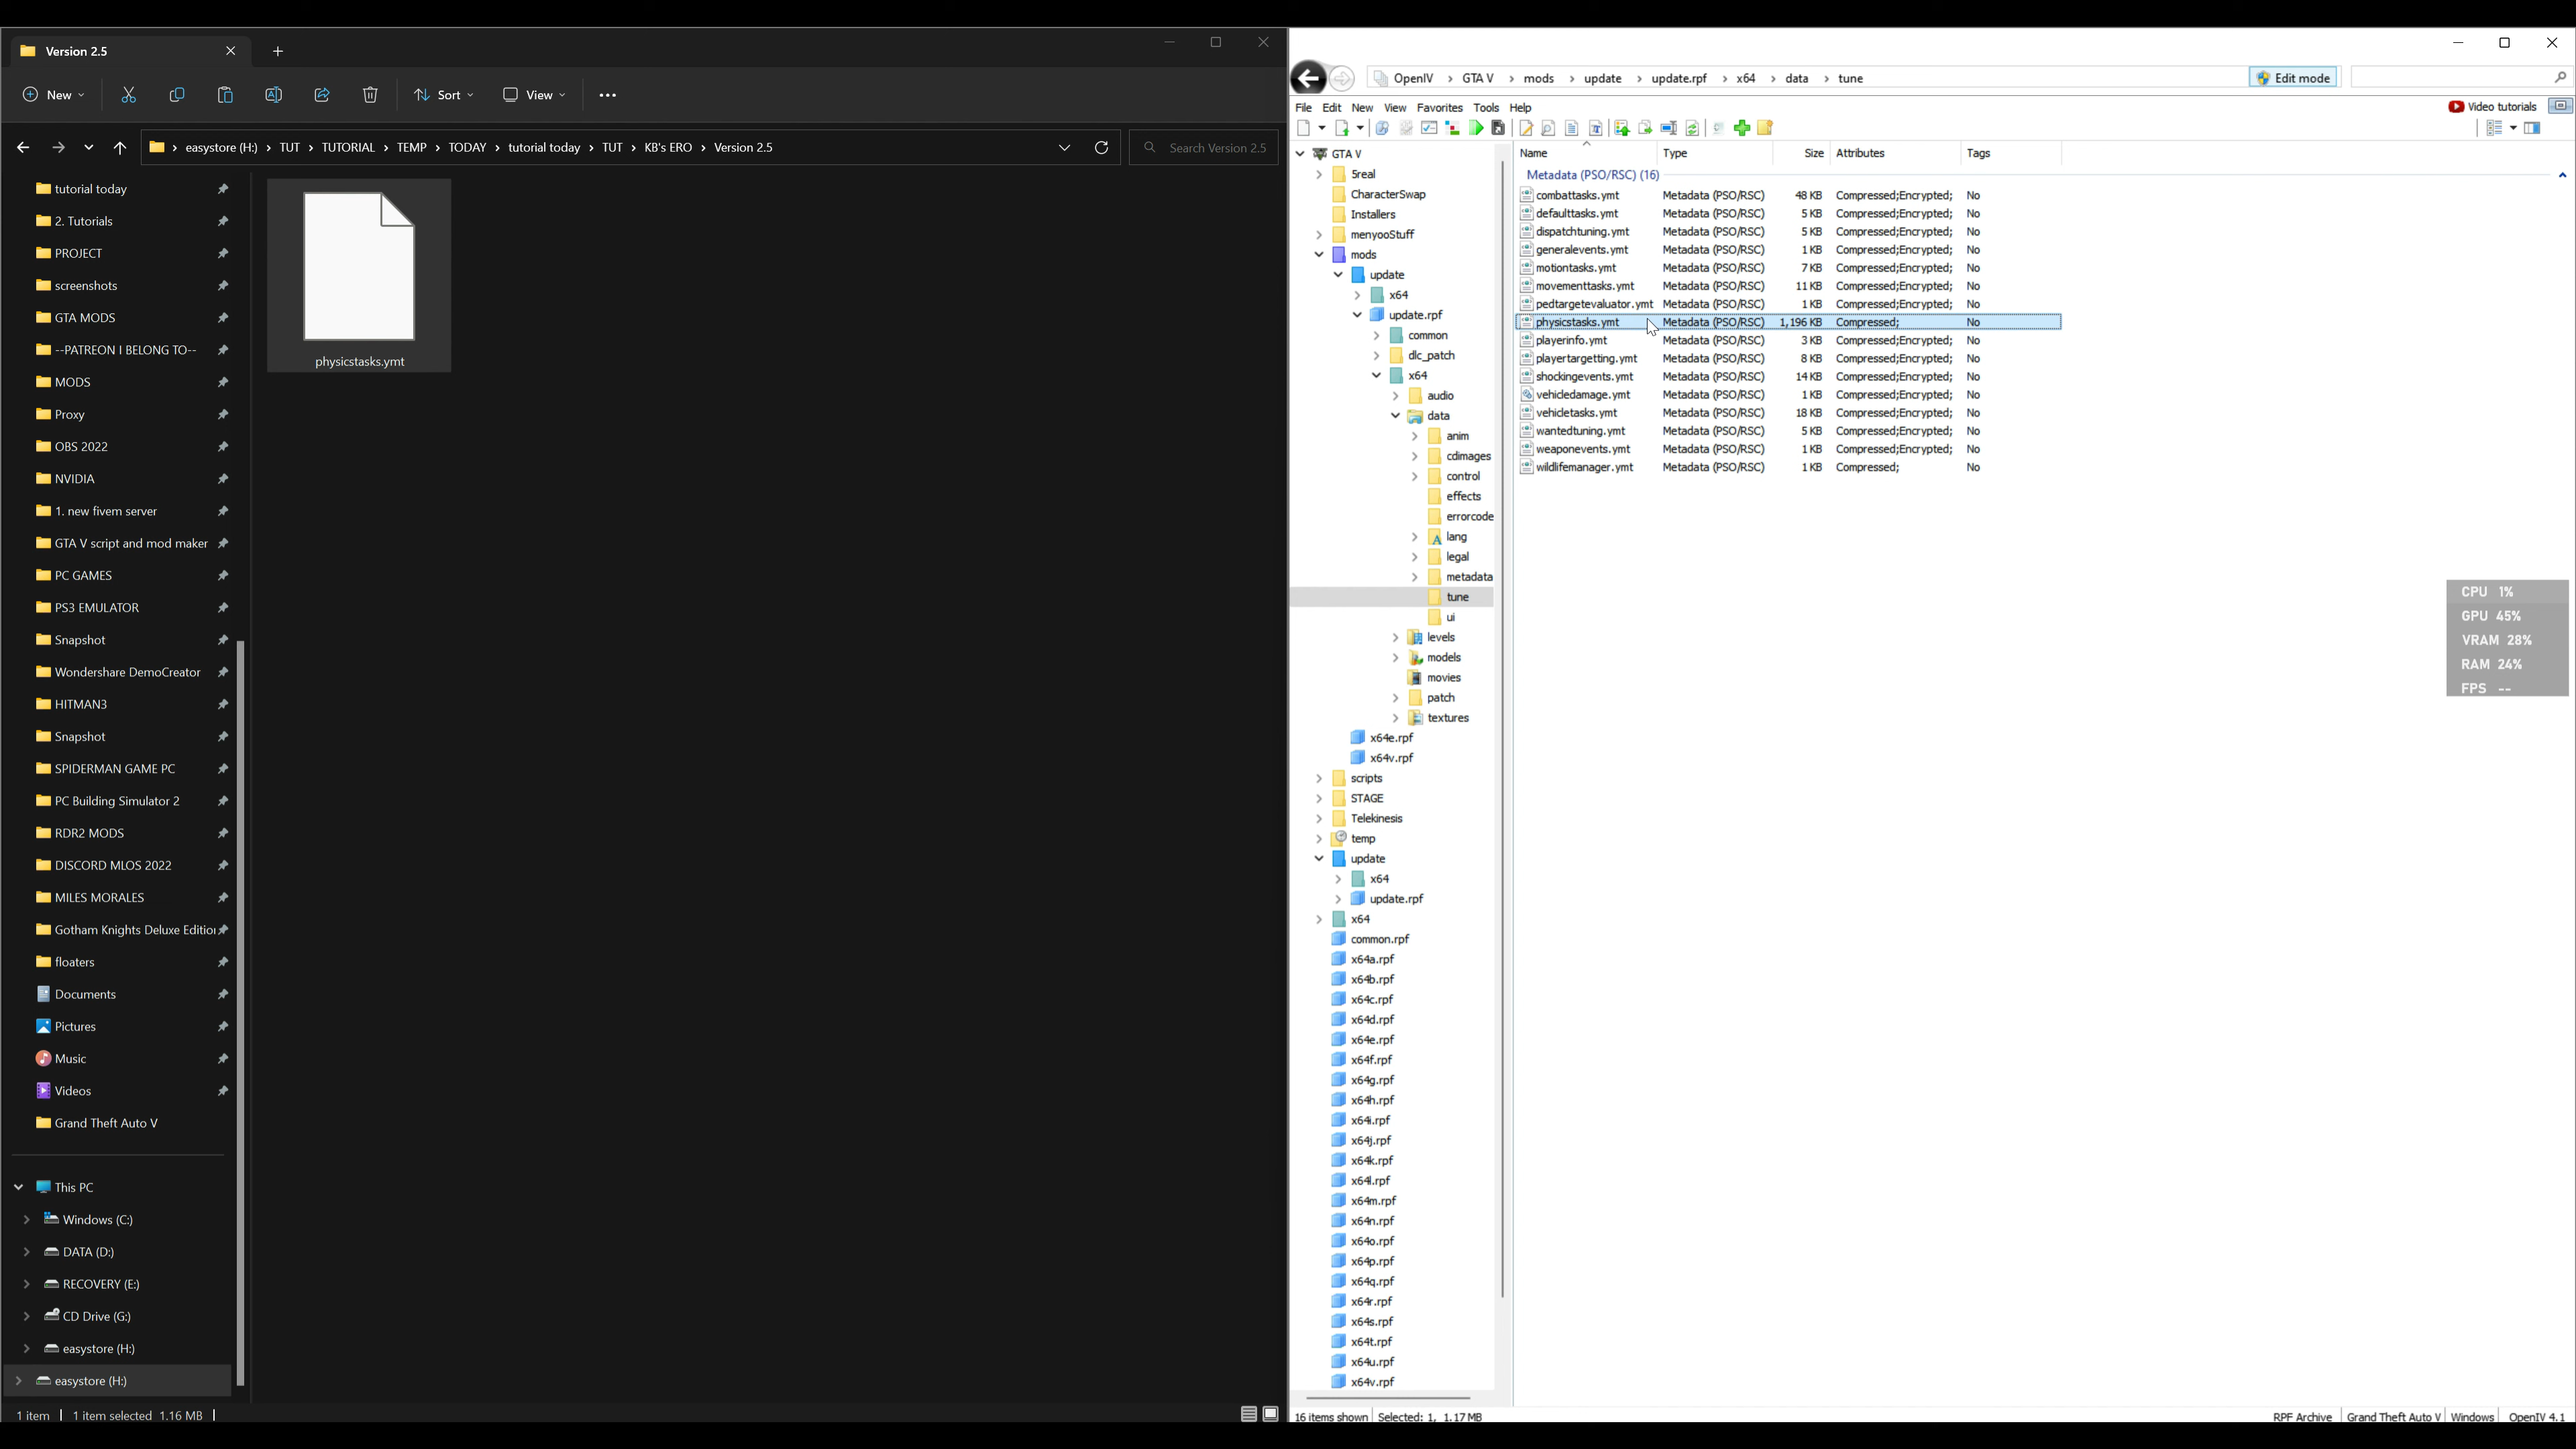 Version 2.5
New
Sort
View
easystore (H:) > TUT > TUTORIAL > TEMP > TODAY > tutorial today > TUT > KB's ERO > Version 2.5
Search Version 2.5
tutorial today
2. Tutorials
PROJECT
screenshots
GTA MODS
--PATREON I BELONG TO--
MODS
Proxy
OBS 2022
NVIDIA
1. new fivem server
GTA V script and mod maker
PC GAMES
PS3 EMULATOR
Snapshot
Wondershare DemoCreator
HITMAN3
Snapshot
SPIDERMAN GAME PC
PC Building Simulator 2
RDR2 MODS
DISCORD MLOS 2022
MILES MORALES
Gotham Knights Deluxe Edition
floaters
Documents
Pictures
Music
Videos
Grand Theft Auto V
This PC
Windows (C:)
DATA (D:)
RECOVERY (E:)
CD Drive (G:)
easystore (H:)
easystore (H:)
physicstasks.ymt
1 item | 1 item selected 1.16 MB |
OpenIV > GTA V > mods > update > update.rpf > x64 > data > tune
Edit mode
File Edit New View Favorites Tools Help
Video tutorials
GTA V
5real
CharacterSwap
Installers
menyooStuff
mods
update
x64
update.rpf
common
dlc_patch
x64
audio
data
anim
cdimages
control
effects
errorcode
lang
legal
metadata
tune
ui
levels
models
movies
patch
textures
x64e.rpf
x64v.rpf
scripts
STAGE
Telekinesis
temp
update
x64
update.rpf
x64
common.rpf
x64a.rpf
x64b.rpf
x64c.rpf
x64d.rpf
x64e.rpf
x64f.rpf
x64g.rpf
x64h.rpf
x64i.rpf
x64j.rpf
x64k.rpf
x64l.rpf
x64m.rpf
x64n.rpf
x64o.rpf
x64p.rpf
x64q.rpf
x64r.rpf
x64s.rpf
x64t.rpf
x64u.rpf
x64v.rpf
Name Type Size Attributes Tags
Metadata (PSO/RSC) (16)
combattasks.ymt Metadata (PSO/RSC) 48 KB Compressed;Encrypted; No
defaulttasks.ymt Metadata (PSO/RSC) 5 KB Compressed;Encrypted; No
dispatchtuning.ymt Metadata (PSO/RSC) 5 KB Compressed;Encrypted; No
generalevents.ymt Metadata (PSO/RSC) 1 KB Compressed;Encrypted; No
motiontasks.ymt Metadata (PSO/RSC) 7 KB Compressed;Encrypted; No
movementtasks.ymt Metadata (PSO/RSC) 11 KB Compressed;Encrypted; No
pedtargetevaluator.ymt Metadata (PSO/RSC) 1 KB Compressed;Encrypted; No
physicstasks.ymt Metadata (PSO/RSC) 1,196 KB Compressed; No
playerinfo.ymt Metadata (PSO/RSC) 3 KB Compressed;Encrypted; No
playertargetting.ymt Metadata (PSO/RSC) 8 KB Compressed;Encrypted; No
shockingevents.ymt Metadata (PSO/RSC) 14 KB Compressed;Encrypted; No
vehicledamage.ymt Metadata (PSO/RSC) 1 KB Compressed;Encrypted; No
vehicletasks.ymt Metadata (PSO/RSC) 18 KB Compressed;Encrypted; No
wantedtuning.ymt Metadata (PSO/RSC) 5 KB Compressed;Encrypted; No
weaponevents.ymt Metadata (PSO/RSC) 1 KB Compressed;Encrypted; No
wildlifemanager.ymt Metadata (PSO/RSC) 1 KB Compressed; No
CPU 1%
GPU 45%
VRAM 28%
RAM 24%
FPS --
16 items shown Selected: 1, 1.17 MB
RPF Archive Grand Theft Auto V Windows OpenIV 4.1